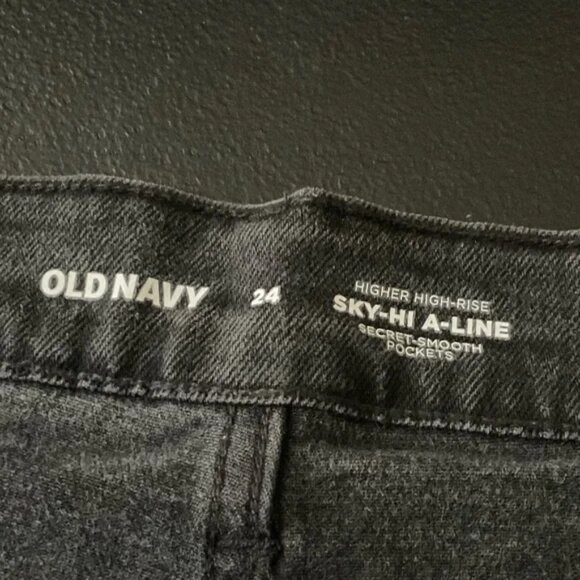 OLD NAVY
24
HIGHER HIGH-RISE
SKY-HI A-LINE
SECRET-SMOOTH
POCKETS